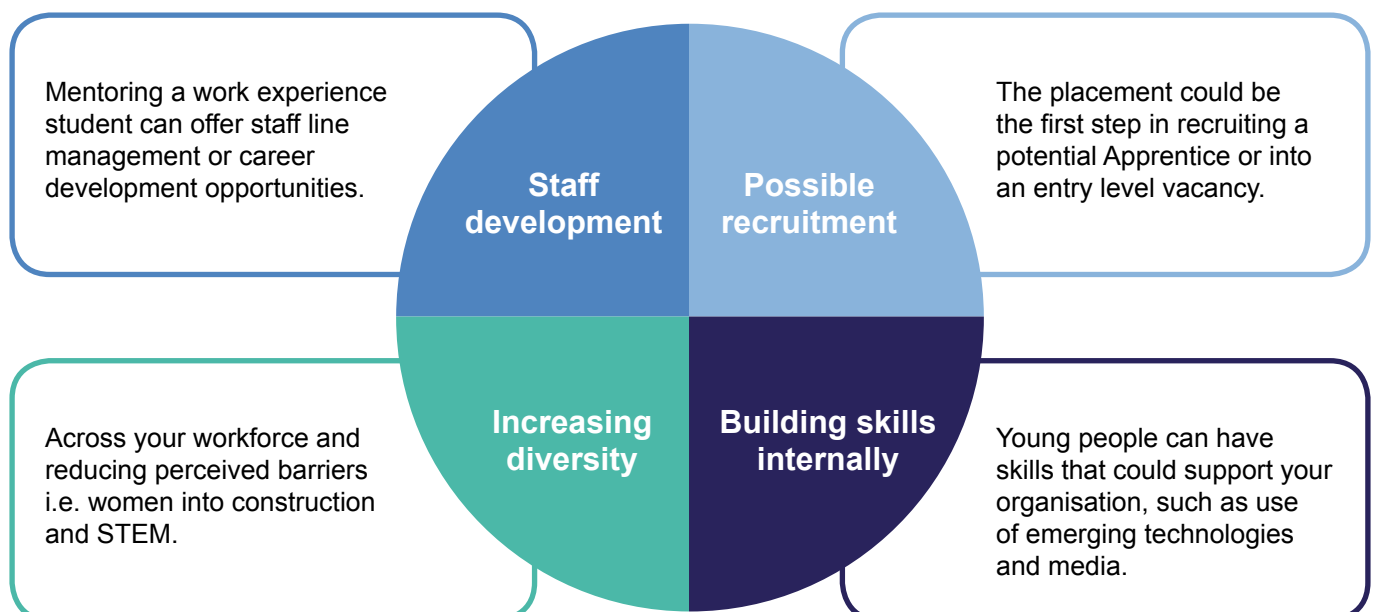 Mentoring a work experience
student can offer staff line
management or career
development opportunities.
Staff
development
Possible
recruitment
The placement could be
the first step in recruiting a
potential Apprentice or into
an entry level vacancy.
Across your workforce and
reducing perceived barriers
i.e. women into construction
and STEM.
Increasing
diversity
Building skills
internally
Young people can have
skills that could support your
organisation, such as use
of emerging technologies
and media.